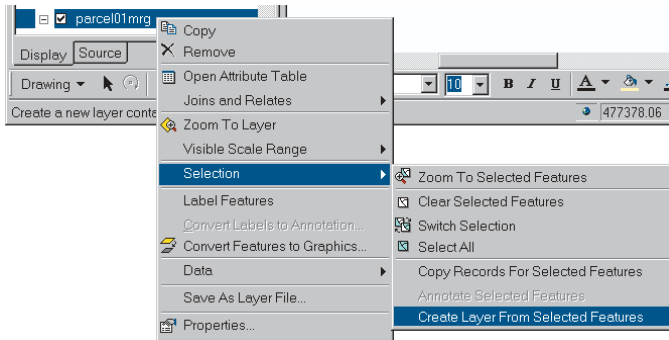 parcel01mrg
Display Source
Drawing
10 B I U A
Create a new layer conta
477378.06
Copy
Remove
Open Attribute Table
Joins and Relates
Zoom To Layer
Visible Scale Range
Selection
Label Features
Convert Labels to Annotation...
Convert Features to Graphics...
Data
Save As Layer File...
Properties...
Zoom To Selected Features
Clear Selected Features
Switch Selection
Select All
Copy Records For Selected Features
Annotate Selected Features
Create Layer From Selected Features